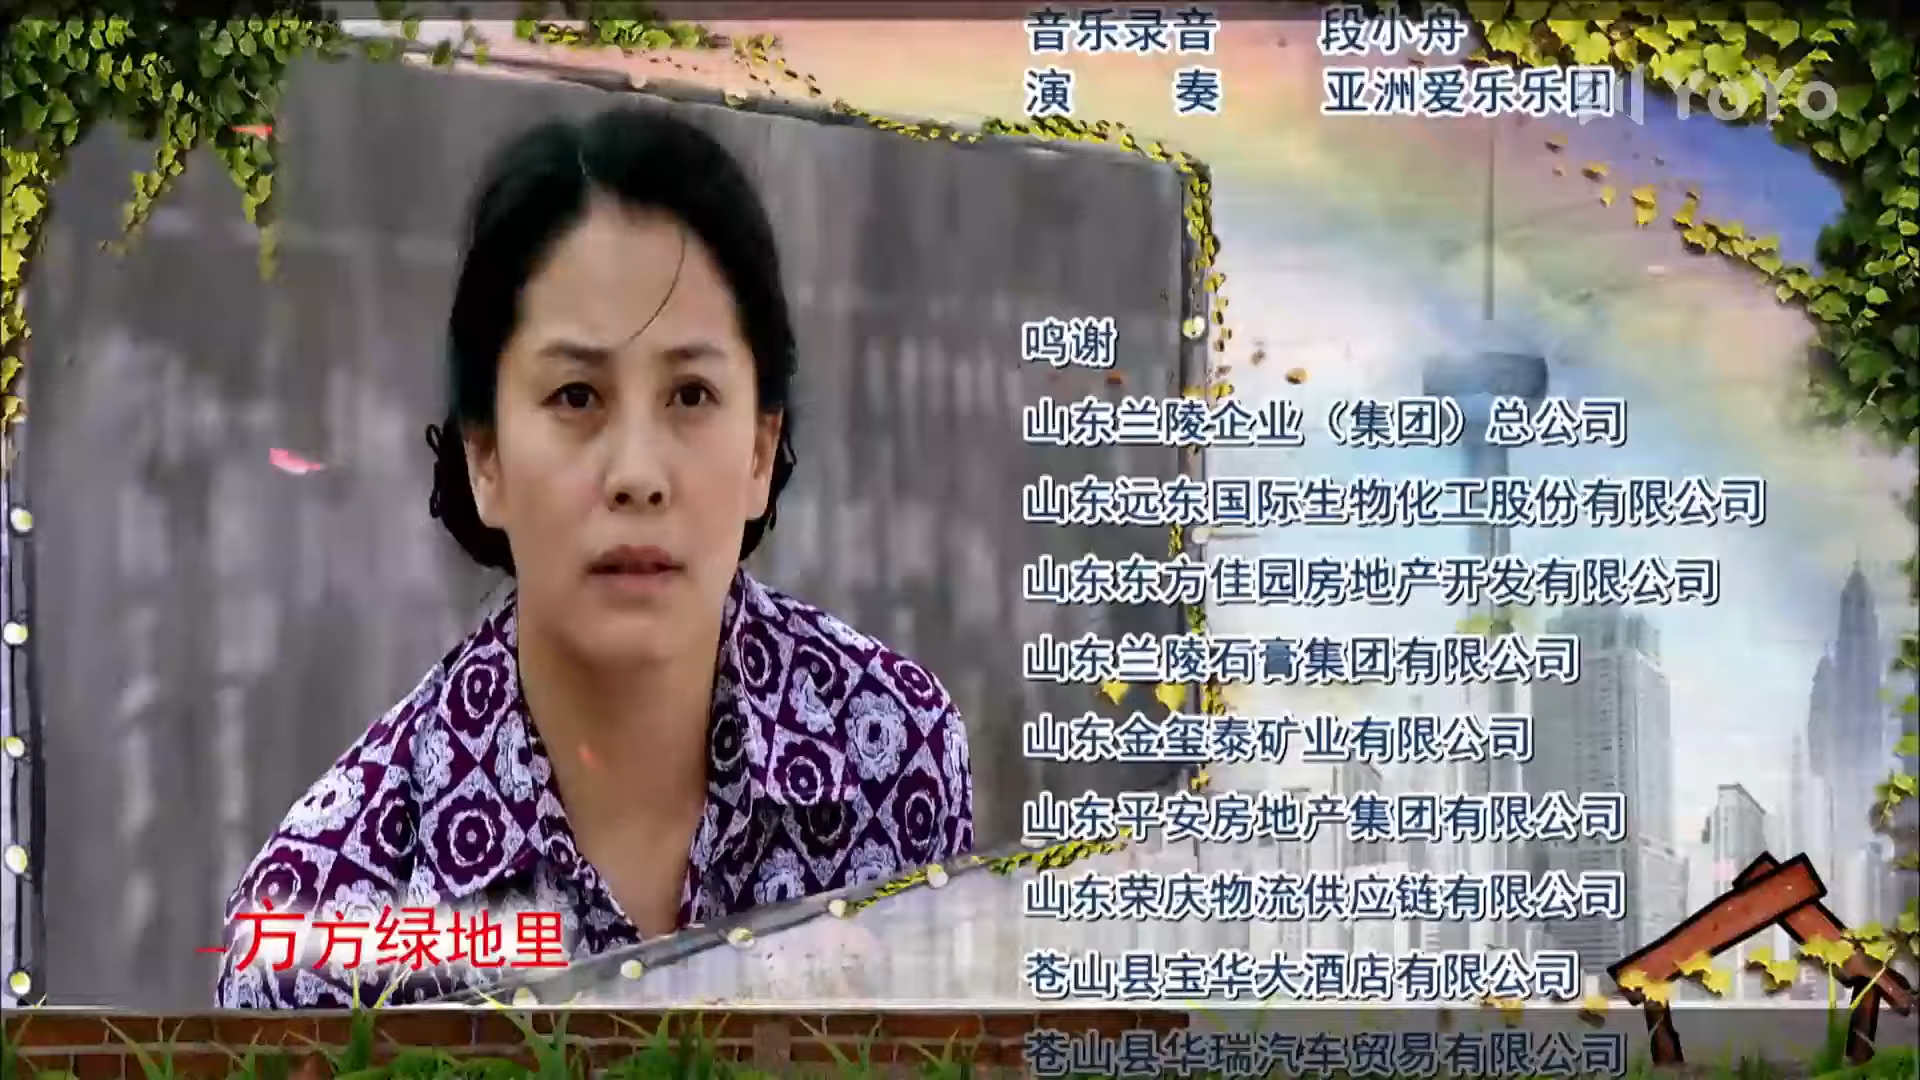 音乐录音 段小舟
演 奏 亚洲爱乐乐团
YoYo
鸣谢
山东兰陵企业（集团）总公司
山东远东国际生物化工股份有限公司
山东东方佳园房地产开发有限公司
山东兰陵石膏集团有限公司
山东金玺泰矿业有限公司
山东平安房地产集团有限公司
山东荣庆物流供应链有限公司
苍山县宝华大酒店有限公司
苍山县华瑞汽车贸易有限公司
一方方绿地里